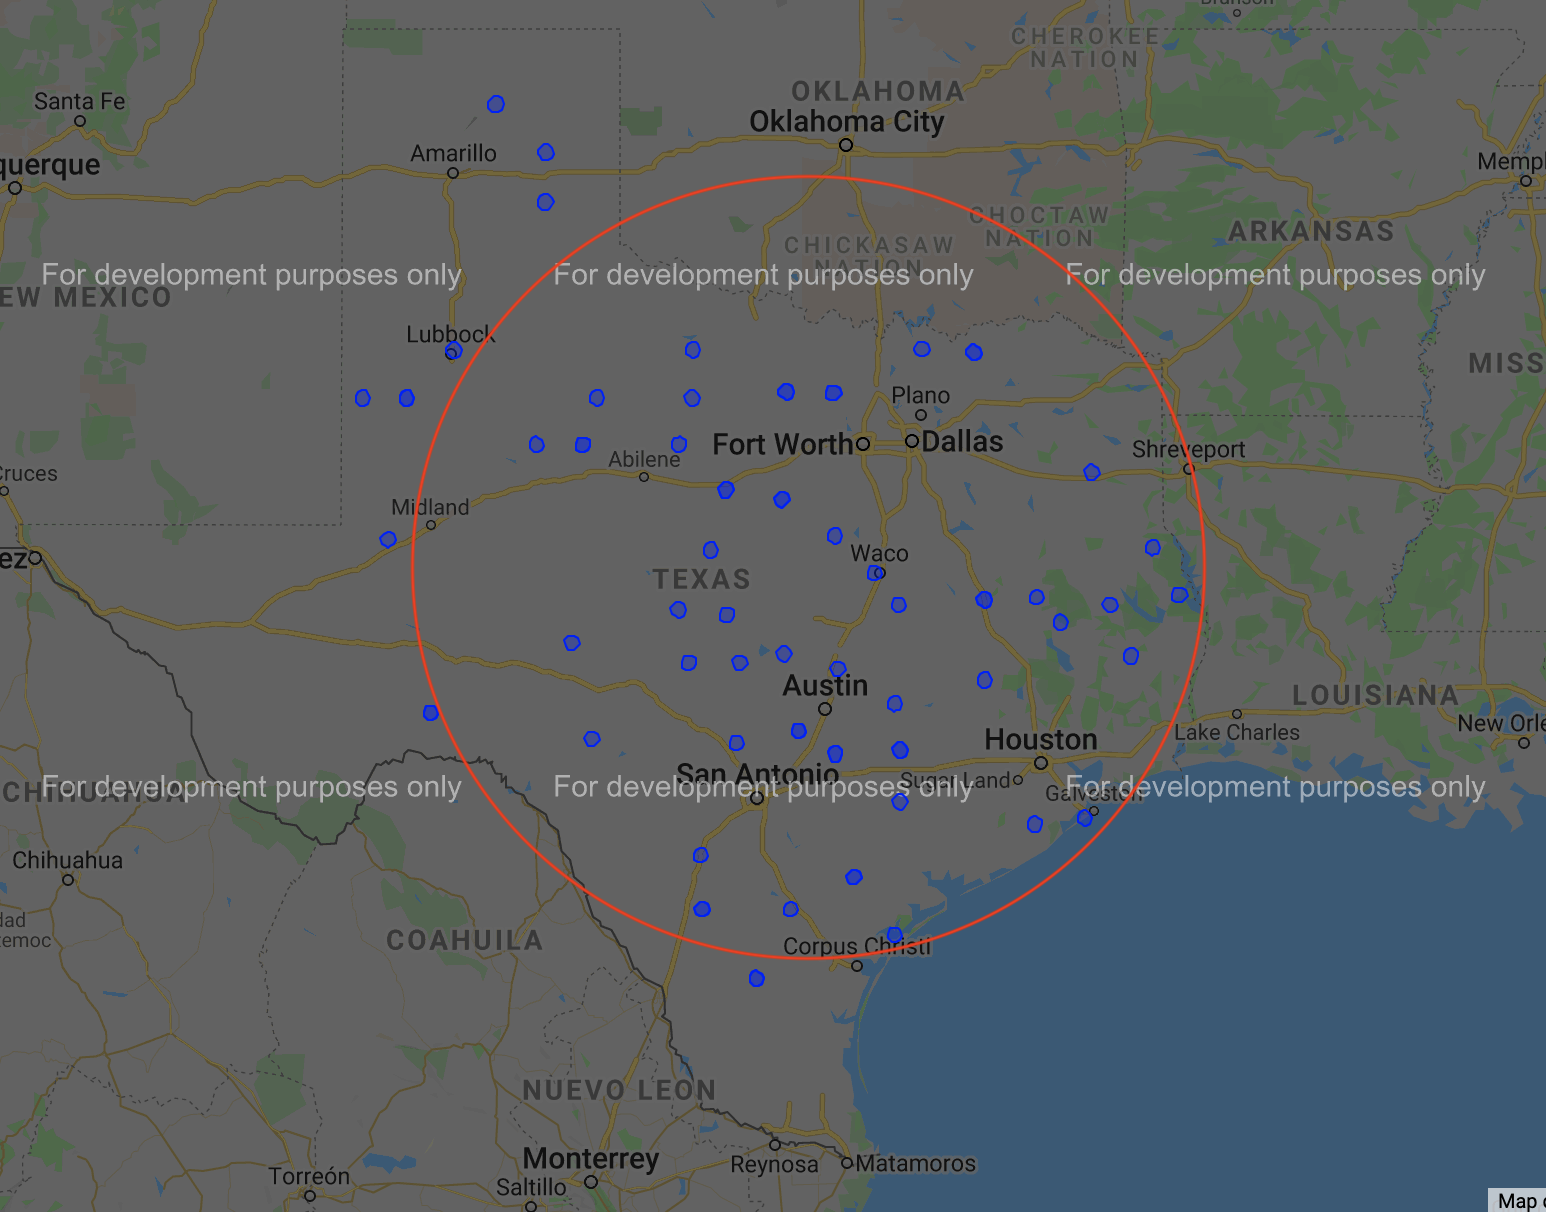 Branson
CHEROKEE
NATION
Santa Fe
OKLAHOMA
Oklahoma City
Amarillo
querque
Memp
CHOCTAW
NATION
ARKANSAS
CHICKASAW
NATION
For development purposes only
For development purposes only
For development purposes only
EW MEXICO
Lubbock
MISS
Plano
Fort Worth
Dallas
Shreveport
Abilene
Cruces
Midland
ez
Waco
TEXAS
Austin
LOUISIANA
New Orle
Lake Charles
Houston
San Antonio
Sugar Land
For development purposes only
For development purposes only
For development purposes only
CHIHUAHUA
Galveston
Chihuahua
dad
temoc
COAHUILA
Corpus Christi
NUEVO LEON
Monterrey
Reynosa
Matamoros
Torreón
Saltillo
Map